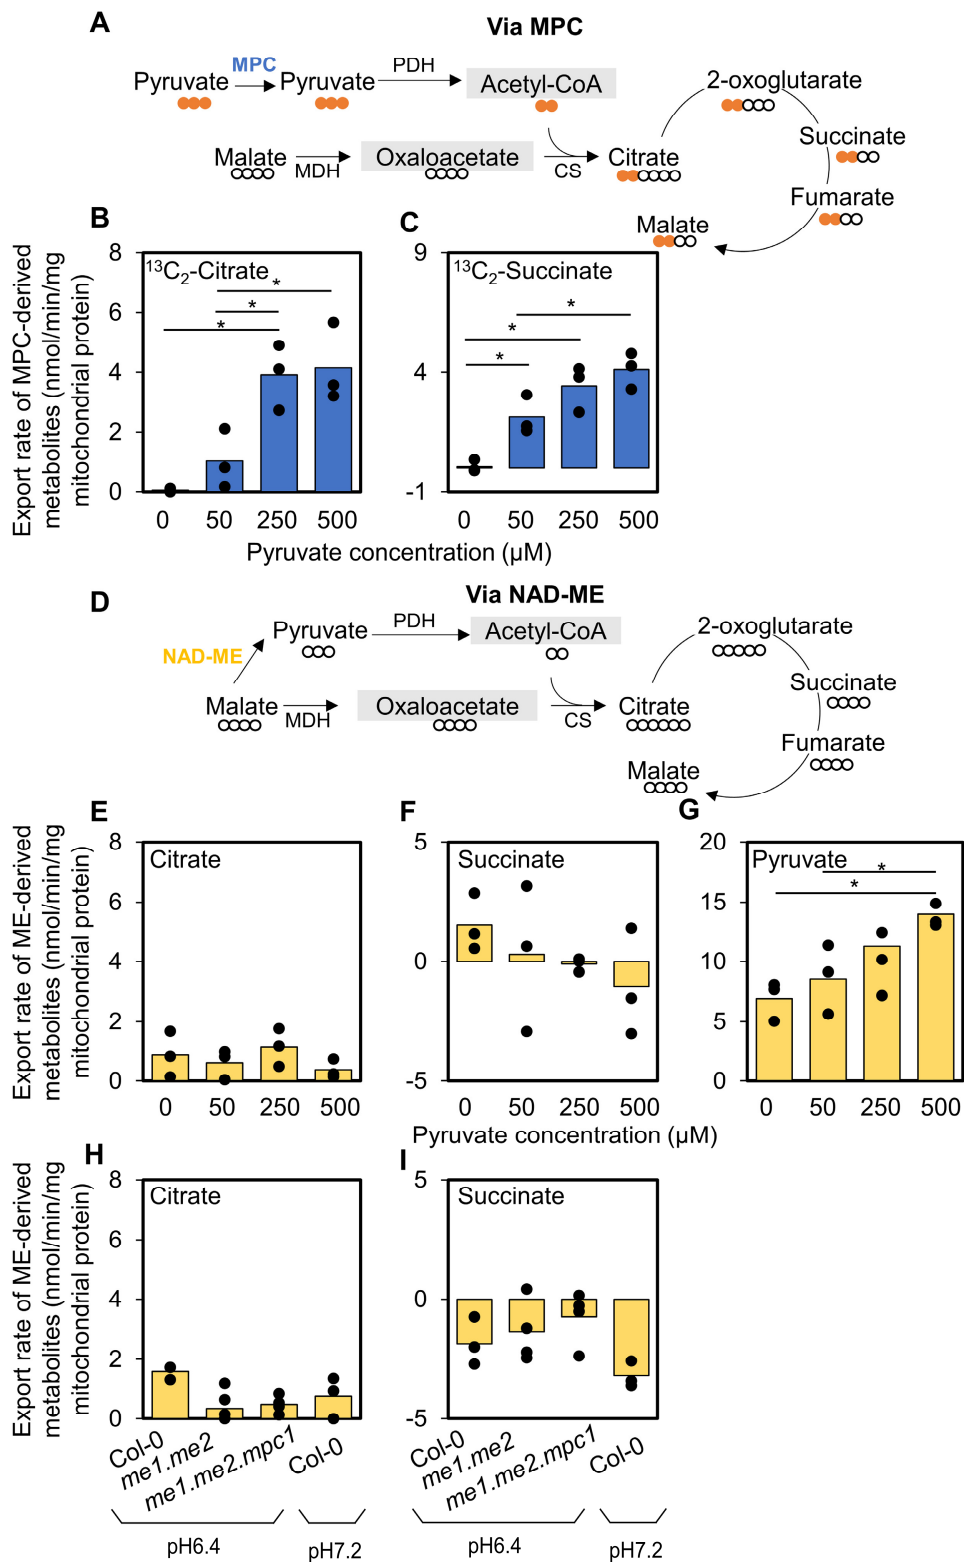 A
Via MPC
Pyruvate
MPC
Pyruvate
PDH
Acetyl-CoA
2-oxoglutarate
Malate
MDH
Oxaloacetate
CS
Citrate
Succinate
Fumarate
Malate
B
Export rate of MPC-derived
metabolites (nmol/min/mg
mitochondrial protein)
¹³C₂-Citrate
8
6
4
2
0
*
*
*
0 50 250 500
C
¹³C₂-Succinate
9
4
-1
*
*
*
0 50 250 500
Pyruvate concentration (µM)
D
Via NAD-ME
NAD-ME
Pyruvate
PDH
Acetyl-CoA
2-oxoglutarate
Malate
MDH
Oxaloacetate
CS
Citrate
Succinate
Fumarate
Malate
E
Export rate of ME-derived
metabolites (nmol/min/mg
mitochondrial protein)
Citrate
8
6
4
2
0
0 50 250 500
F
Succinate
5
0
-5
0 50 250 500
G
Pyruvate
20
15
10
5
0
*
*
0 50 250 500
Pyruvate concentration (µM)
H
Export rate of ME-derived
metabolites (nmol/min/mg
mitochondrial protein)
Citrate
8
6
4
2
0
Col-0
me1.me2
me1.me2.mpc1
Col-0
pH6.4
pH7.2
I
Succinate
5
0
-5
Col-0
me1.me2
me1.me2.mpc1
Col-0
pH6.4
pH7.2